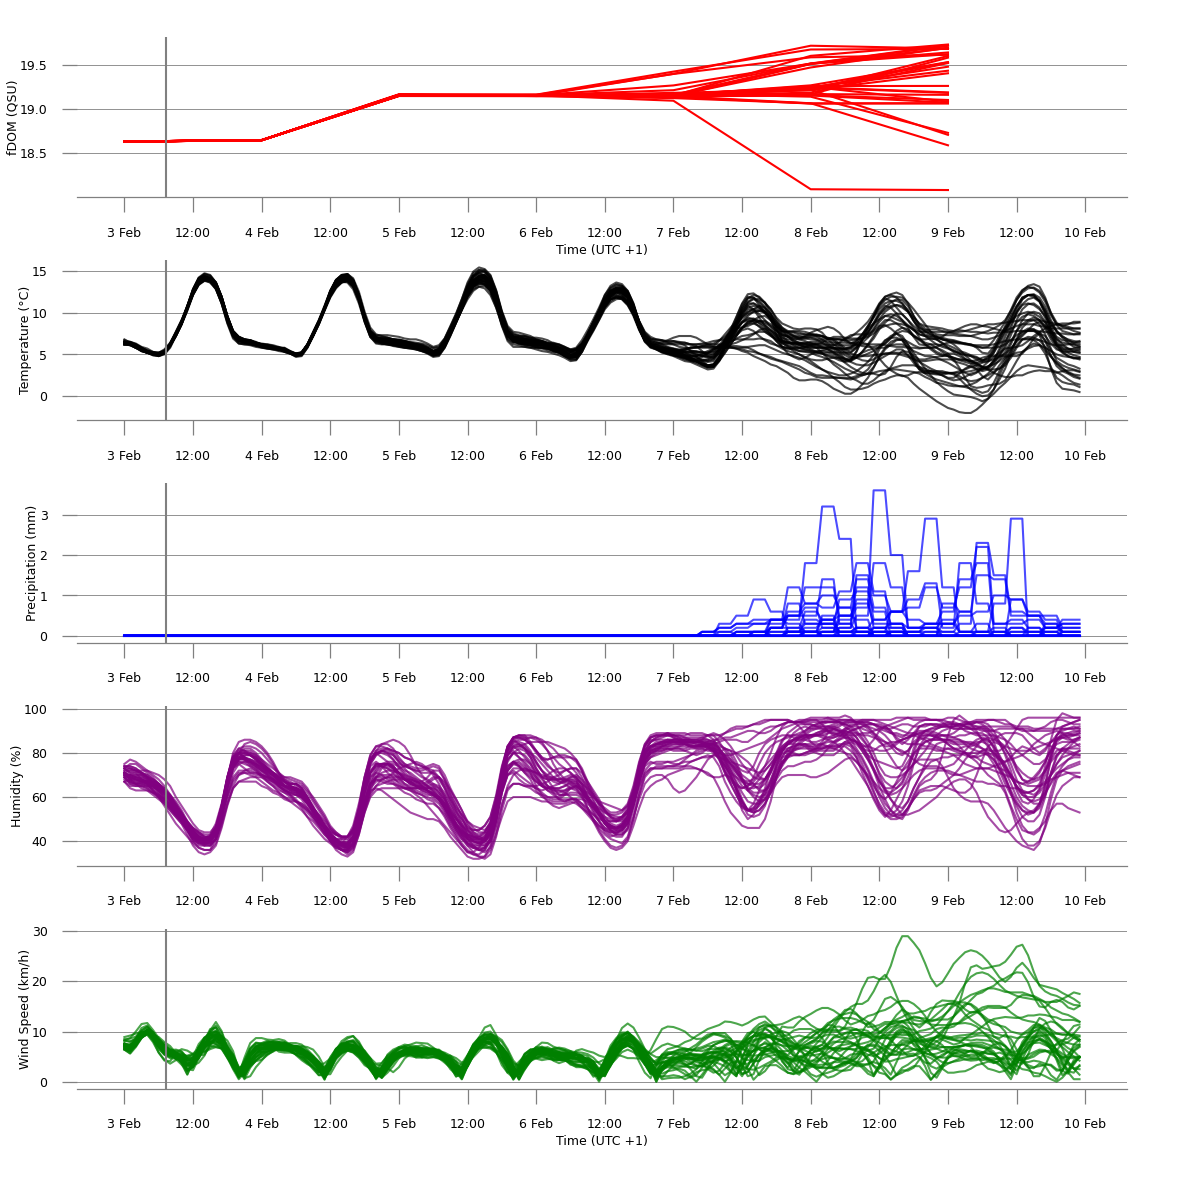 fDOM (QSU)
19.5
19.0
18.5
3 Feb 12:00 4 Feb 12:00 5 Feb 12:00 6 Feb 12:00 7 Feb 12:00 8 Feb 12:00 9 Feb 12:00 10 Feb
Time (UTC +1)
Temperature (°C)
15
10
5
0
3 Feb 12:00 4 Feb 12:00 5 Feb 12:00 6 Feb 12:00 7 Feb 12:00 8 Feb 12:00 9 Feb 12:00 10 Feb
Precipitation (mm)
3
2
1
0
3 Feb 12:00 4 Feb 12:00 5 Feb 12:00 6 Feb 12:00 7 Feb 12:00 8 Feb 12:00 9 Feb 12:00 10 Feb
Humidity (%)
100
80
60
40
3 Feb 12:00 4 Feb 12:00 5 Feb 12:00 6 Feb 12:00 7 Feb 12:00 8 Feb 12:00 9 Feb 12:00 10 Feb
Wind Speed (km/h)
30
20
10
0
3 Feb 12:00 4 Feb 12:00 5 Feb 12:00 6 Feb 12:00 7 Feb 12:00 8 Feb 12:00 9 Feb 12:00 10 Feb
Time (UTC +1)